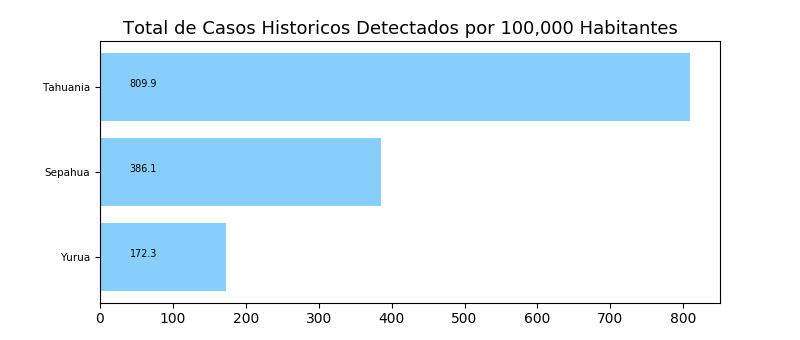 Total de Casos Historicos Detectados por 100,000 Habitantes
Tahuania 809.9
Sepahua 386.1
Yurua 172.3
0 100 200 300 400 500 600 700 800